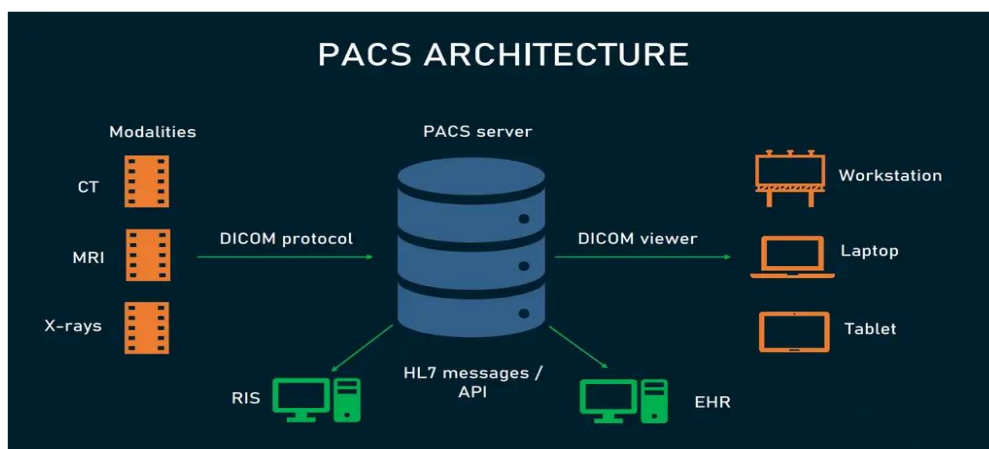 PACS ARCHITECTURE
Modalities
CT
MRI
X-rays
DICOM protocol
PACS server
DICOM viewer
Workstation
Laptop
Tablet
RIS
HL7 messages /
API
EHR